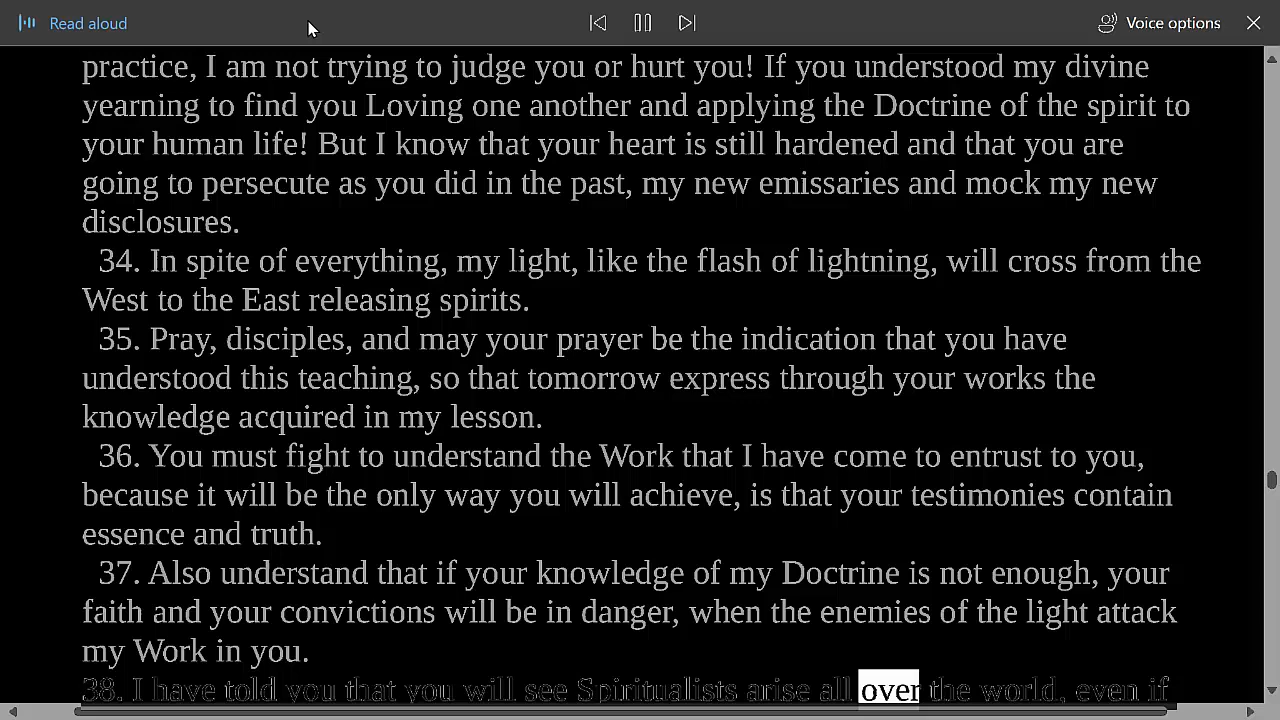 Read aloud
Voice options
practice, I am not trying to judge you or hurt you! If you understood my divine
yearning to find you Loving one another and applying the Doctrine of the spirit to
your human life! But I know that your heart is still hardened and that you are
going to persecute as you did in the past, my new emissaries and mock my new
disclosures.
34. In spite of everything, my light, like the flash of lightning, will cross from the
West to the East releasing spirits.
35. Pray, disciples, and may your prayer be the indication that you have
understood this teaching, so that tomorrow express through your works the
knowledge acquired in my lesson.
36. You must fight to understand the Work that I have come to entrust to you,
because it will be the only way you will achieve, is that your testimonies contain
essence and truth.
37. Also understand that if your knowledge of my Doctrine is not enough, your
faith and your convictions will be in danger, when the enemies of the light attack
my Work in you.
38. I have told you that you will see Spiritualists arise all over the world, even if